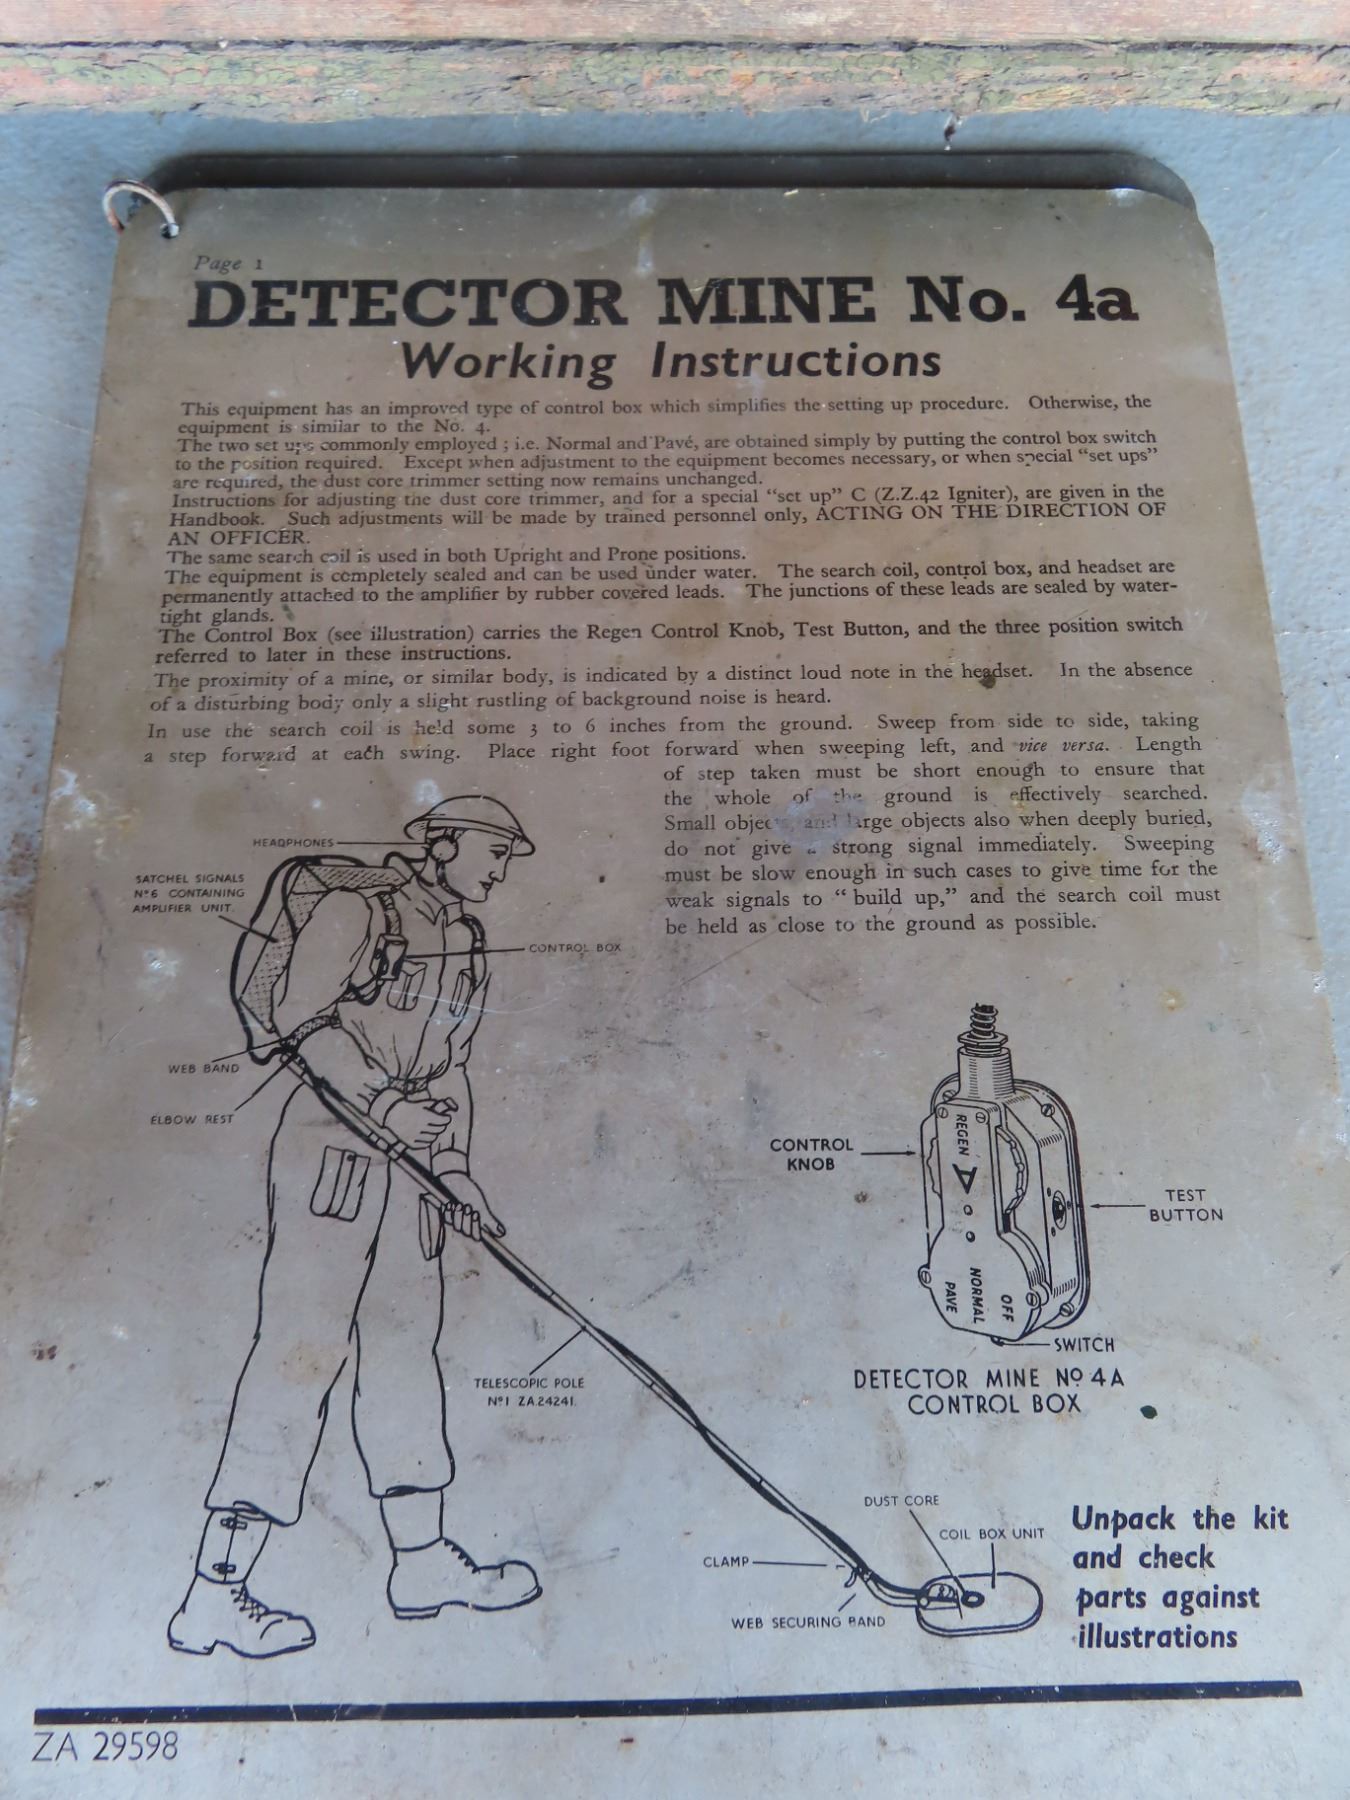 Page 1
DETECTOR MINE No. 4a
Working Instructions
This equipment has an improved type of control box which simplifies the setting up procedure. Otherwise, the
equipment is similar to the No. 4.
The two set ups commonly employed ; i.e. Normal and Pavé, are obtained simply by putting the control box switch
to the position required. Except when adjustment to the equipment becomes necessary, or when special "set ups"
are required, the dust core trimmer setting now remains unchanged.
Instructions for adjusting the dust core trimmer, and for a special "set up" C (Z.Z.42 Igniter), are given in the
Handbook. Such adjustments will be made by trained personnel only, ACTING ON THE DIRECTION OF
AN OFFICER.
The same search coil is used in both Upright and Prone positions.
The equipment is completely sealed and can be used under water. The search coil, control box, and headset are
permanently attached to the amplifier by rubber covered leads. The junctions of these leads are sealed by water-
tight glands.
The Control Box (see illustration) carries the Regen Control Knob, Test Button, and the three position switch
referred to later in these instructions.
The proximity of a mine, or similar body, is indicated by a distinct loud note in the headset. In the absence
of a disturbing body only a slight rustling of background noise is heard.
In use the search coil is held some 3 to 6 inches from the ground. Sweep from side to side, taking
a step forward at each swing. Place right foot forward when sweeping left, and vice versa. Length
of step taken must be short enough to ensure that
the whole of the ground is effectively searched.
Small objects, and large objects also when deeply buried,
do not give a strong signal immediately. Sweeping
must be slow enough in such cases to give time for the
weak signals to "build up," and the search coil must
be held as close to the ground as possible.
HEADPHONES
SATCHEL SIGNALS
Nº6 CONTAINING
AMPLIFIER UNIT.
CONTROL BOX
WEB BAND
ELBOW REST
TELESCOPIC POLE
Nº1 ZA.24241.
CONTROL
KNOB
REGEN
TEST
BUTTON
OFF
NORMAL
PAVE
SWITCH
DETECTOR MINE Nº 4A
CONTROL BOX
DUST CORE
COIL BOX UNIT
CLAMP
WEB SECURING BAND
Unpack the kit
and check
parts against
illustrations
ZA 29598